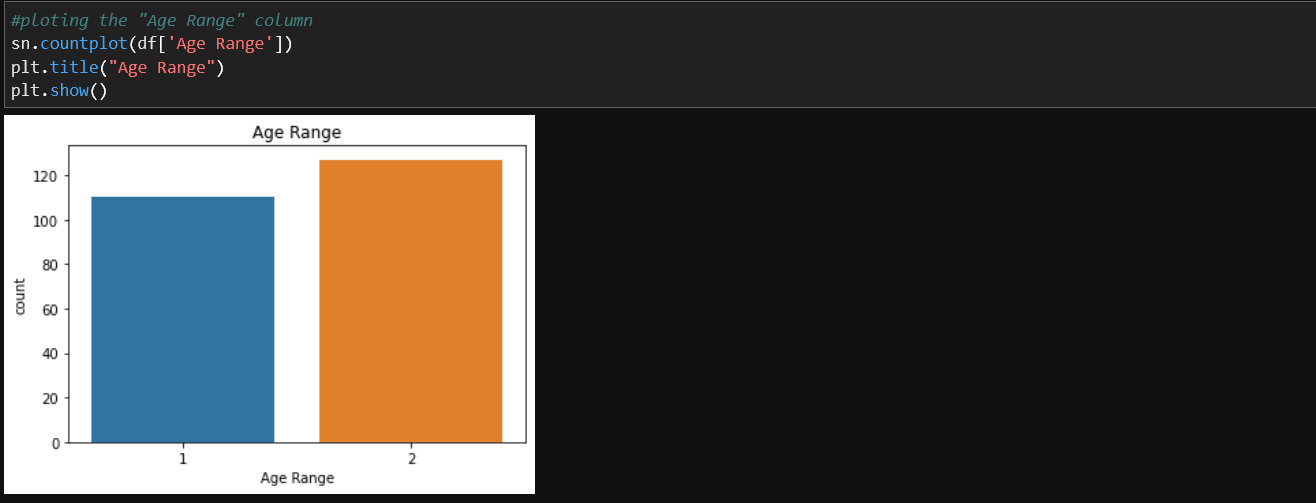 #ploting the "Age Range" column
sn.countplot(df['Age Range'])
plt.title("Age Range")
plt.show()
Age Range
120
100
80
60
40
20
0
count
1 2
Age Range